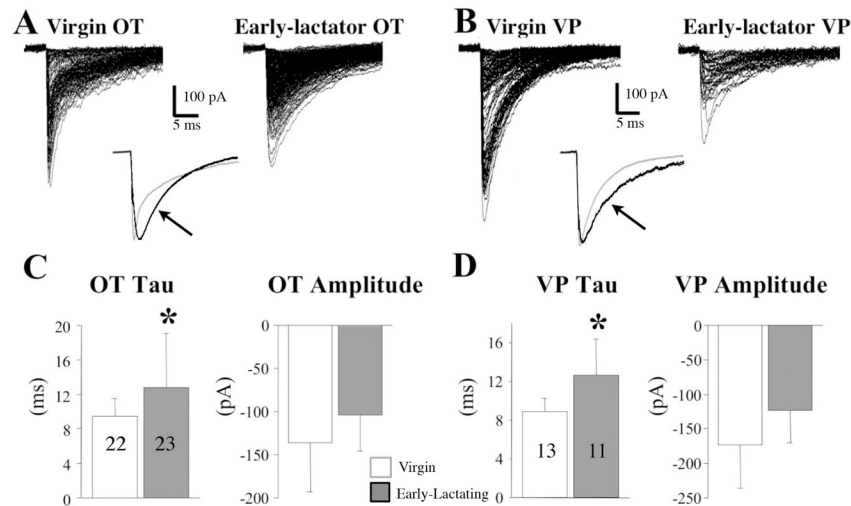 A Virgin OT Early-lactator OT
100 pA
5 ms
B Virgin VP Early-lactator VP
100 pA
5 ms
C
OT Tau
*
(ms)
20
16
12
8
4
0
22 23
OT Amplitude
(pA)
0
-50
-100
-150
-200
Virgin
Early-Lactating
D
VP Tau
*
(ms)
16
12
8
4
0
13 11
VP Amplitude
(pA)
0
-50
-100
-150
-200
-250